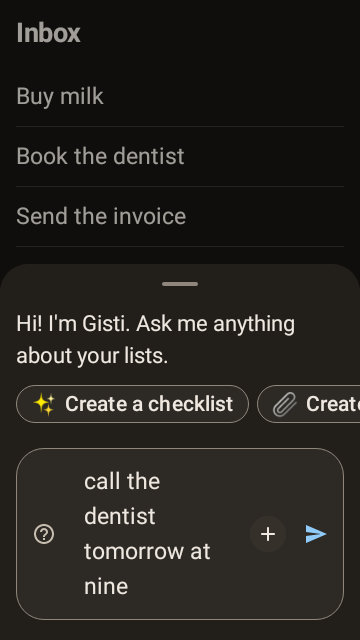 Inbox
Buy milk
Book the dentist
Send the invoice
Hi! I'm Gisti. Ask me anything
about your lists.
Create a checklist
Create
call the
dentist
tomorrow at
nine